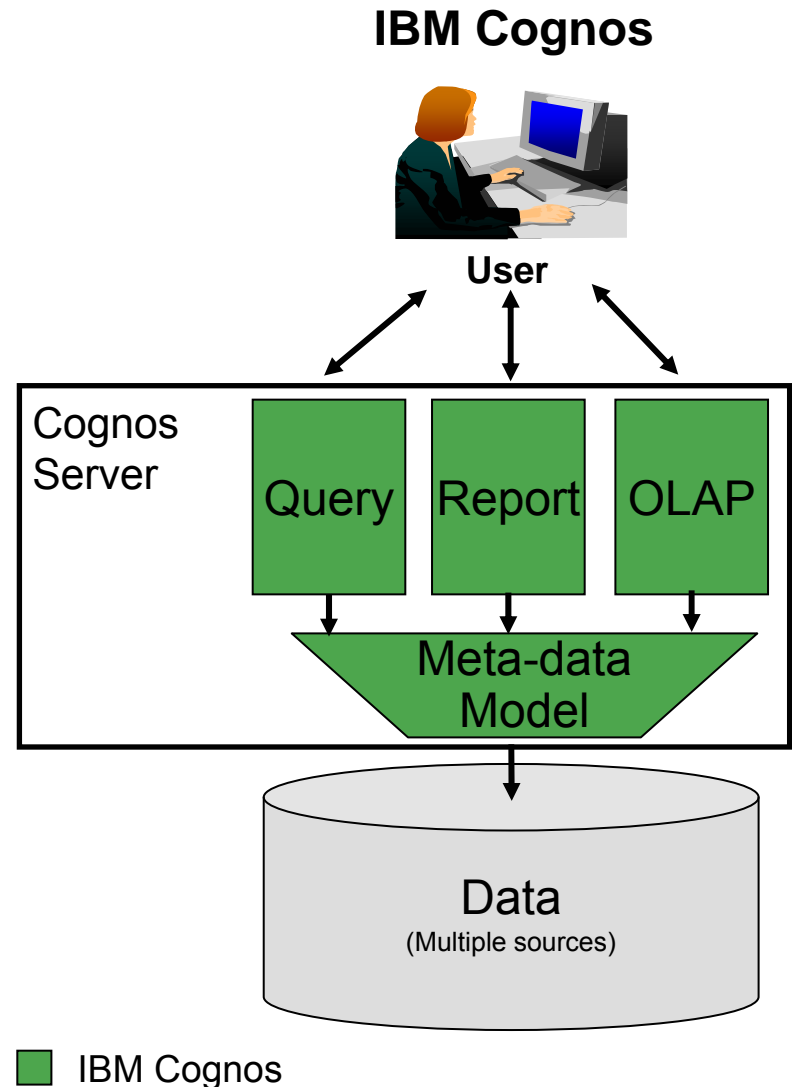 IBM Cognos
User
Cognos
Server
Query
Report
OLAP
Meta-data
Model
Data
(Multiple sources)
IBM Cognos